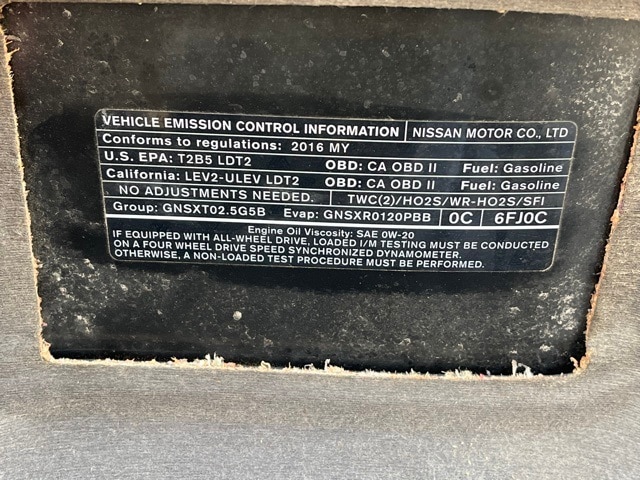 VEHICLE EMISSION CONTROL INFORMATION NISSAN MOTOR CO., LTD
Conforms to regulations: 2016 MY
U.S. EPA: T2B5 LDT2 OBD: CA OBD II Fuel: Gasoline
California: LEV2-ULEV LDT2 OBD: CA OBD II Fuel: Gasoline
NO ADJUSTMENTS NEEDED. TWC(2)/HO2S/WR-HO2S/SFI
Group: GNSXT02.5G5B Evap: GNSXR0120PBB 0C 6FJ0C
Engine Oil Viscosity: SAE 0W-20
IF EQUIPPED WITH ALL-WHEEL DRIVE, LOADED I/M TESTING MUST BE CONDUCTED
ON A FOUR WHEEL DRIVE SPEED SYNCHRONIZED DYNAMOMETER.
OTHERWISE, A NON-LOADED TEST PROCEDURE MUST BE PERFORMED.